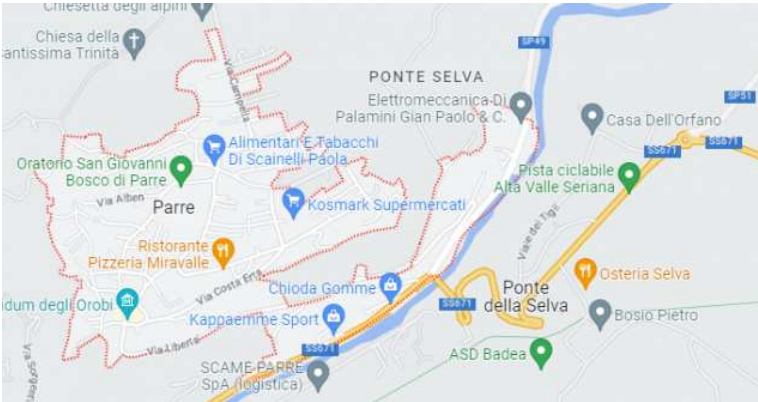 Chiesetta degli alpini
Chiesa della
Santissima Trinità
Via Campella
SP49
PONTE SELVA
Elettromeccanica Di
Palamini Gian Paolo & C.
SP51
Casa Dell'Orfano
SS671
SS671
Alimentari E Tabacchi
Di Scainelli Paola
Oratorio San Giovanni
Bosco di Parre
Pista ciclabile
Alta Valle Seriana
Via Alben
Parre
Kosmark Supermercati
Viale dei Tigli
Ristorante
Pizzeria Miravalle
Osteria Selva
Via Costa Erta
Chioda Gomme
Ponte
della Selva
SS671
ndum degli Orobi
Kappaemme Sport
Bosio Pietro
Via Libertà
SS671
ASD Badea
SCAME PARRE
SpA (logistica)